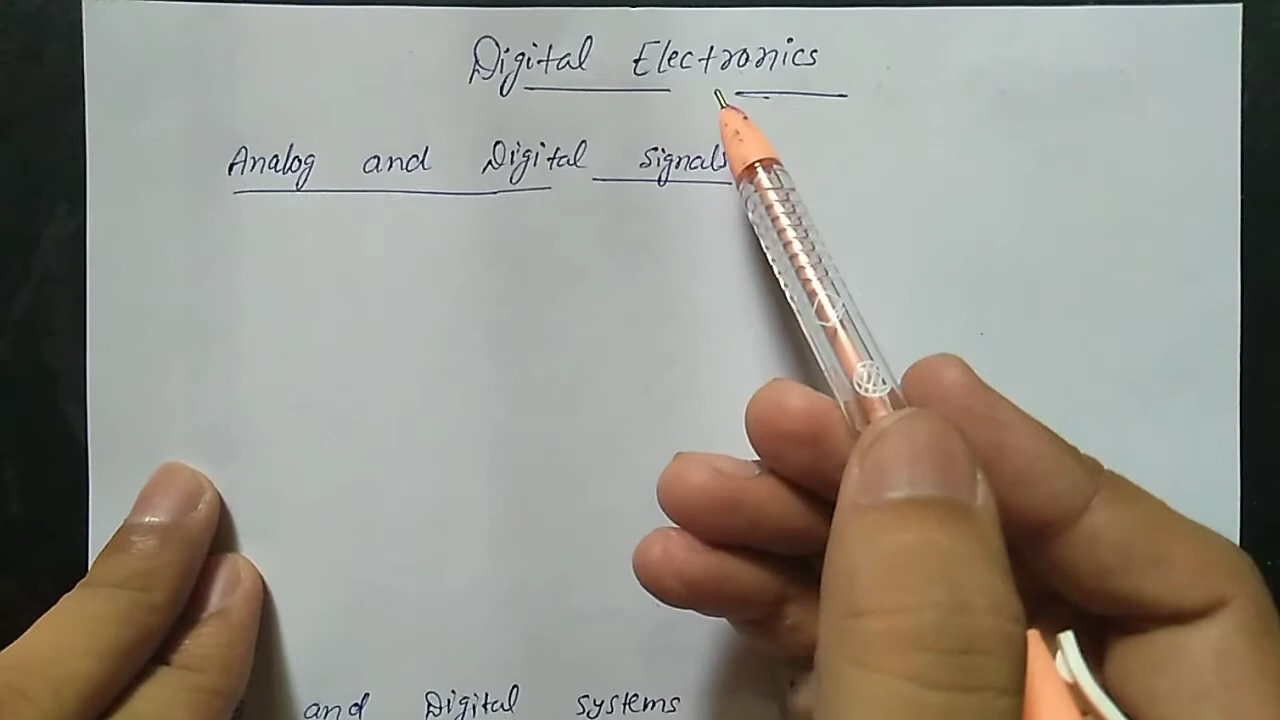 Digital Electronics
Analog and Digital Signals
and Digital systems